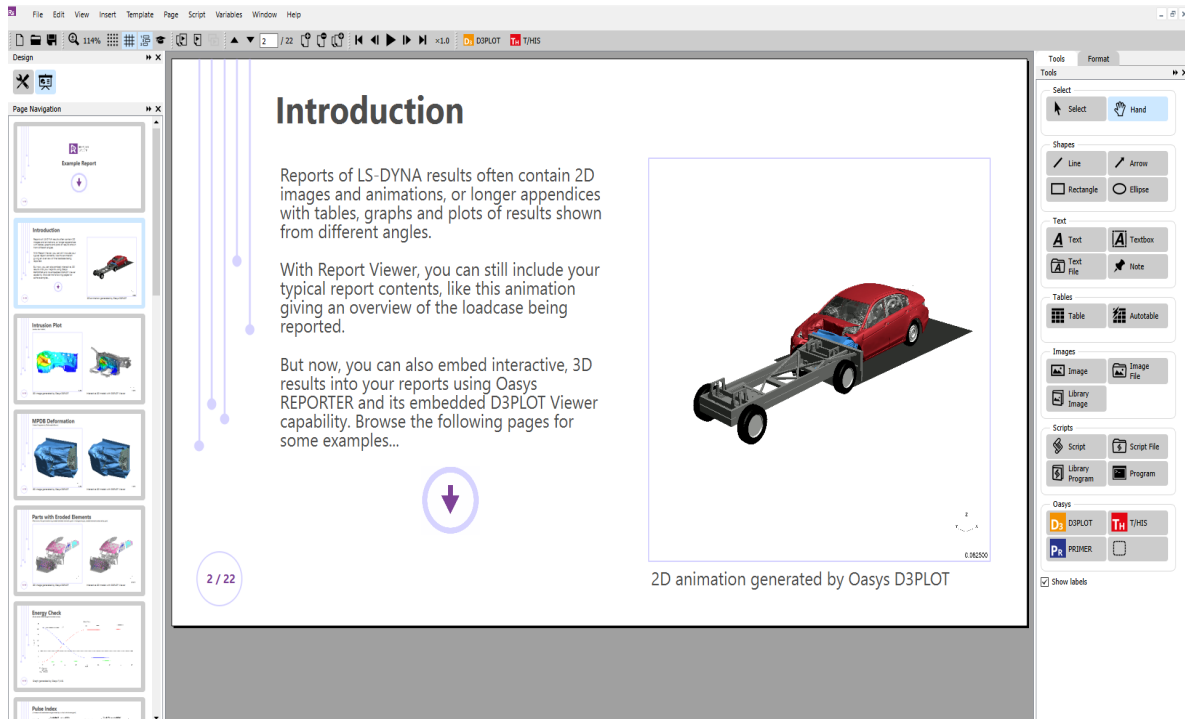 File Edit View Insert Template Page Script Variables Window Help
114% 2 / 22 ×1.0 D3 D3PLOT TH T/HIS
Design
Page Navigation
Example Report
Introduction
Intrusion Plot
MPDB Deformation
Parts with Eroded Elements
Energy Check
Pulse Index
Introduction
Reports of LS-DYNA results often contain 2D
images and animations, or longer appendices
with tables, graphs and plots of results shown
from different angles.
With Report Viewer, you can still include your
typical report contents, like this animation
giving an overview of the loadcase being
reported.
But now, you can also embed interactive, 3D
results into your reports using Oasys
REPORTER and its embedded D3PLOT Viewer
capability. Browse the following pages for
some examples...
2 / 22
Z
0.082500
2D animation generated by Oasys D3PLOT
Tools Format
Tools
Select
Select Hand
Shapes
Line Arrow
Rectangle Ellipse
Text
Text Textbox
Text File Note
Tables
Table Autotable
Images
Image Image File
Library Image
Scripts
Script Script File
Library Program Program
Oasys
D3 D3PLOT TH T/HIS
PR PRIMER
Show labels